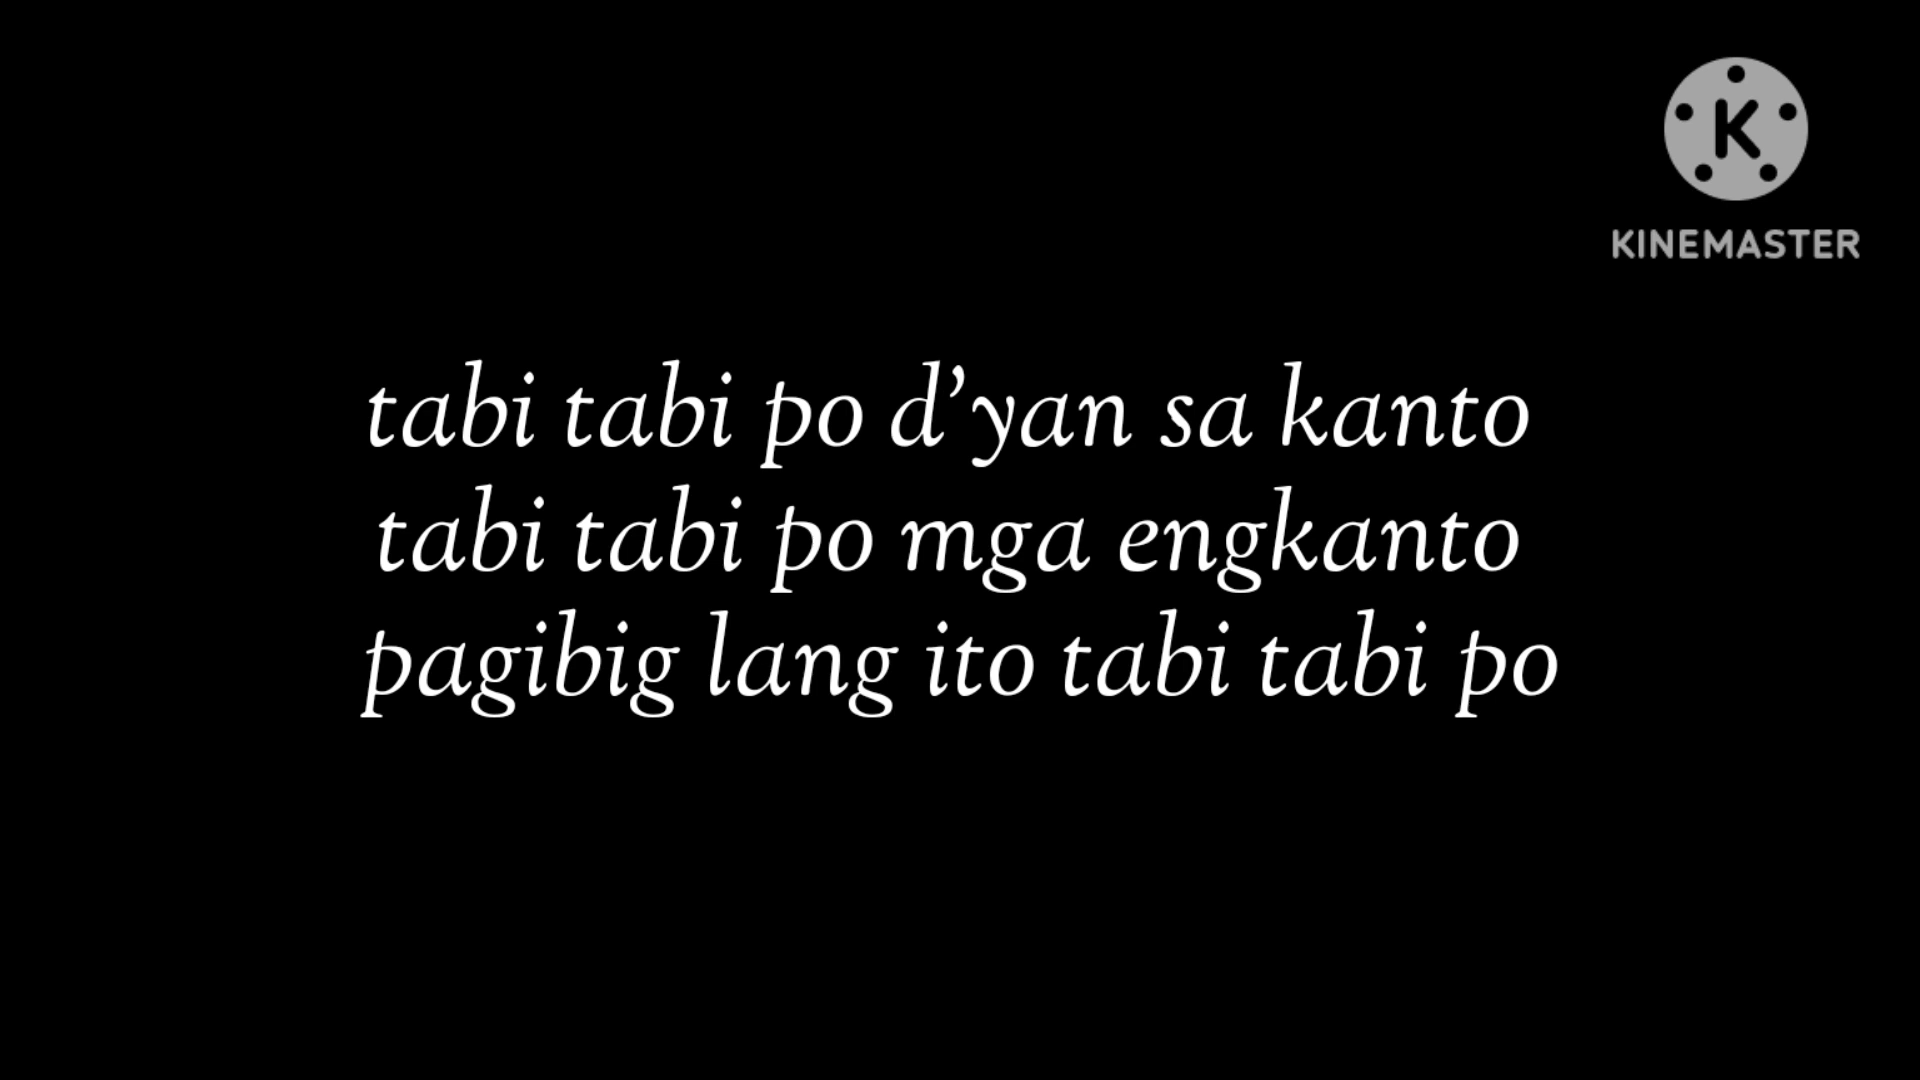 K
KINEMASTER
tabi tabi po d’yan sa kanto
tabi tabi po mga engkanto
pagibig lang ito tabi tabi po